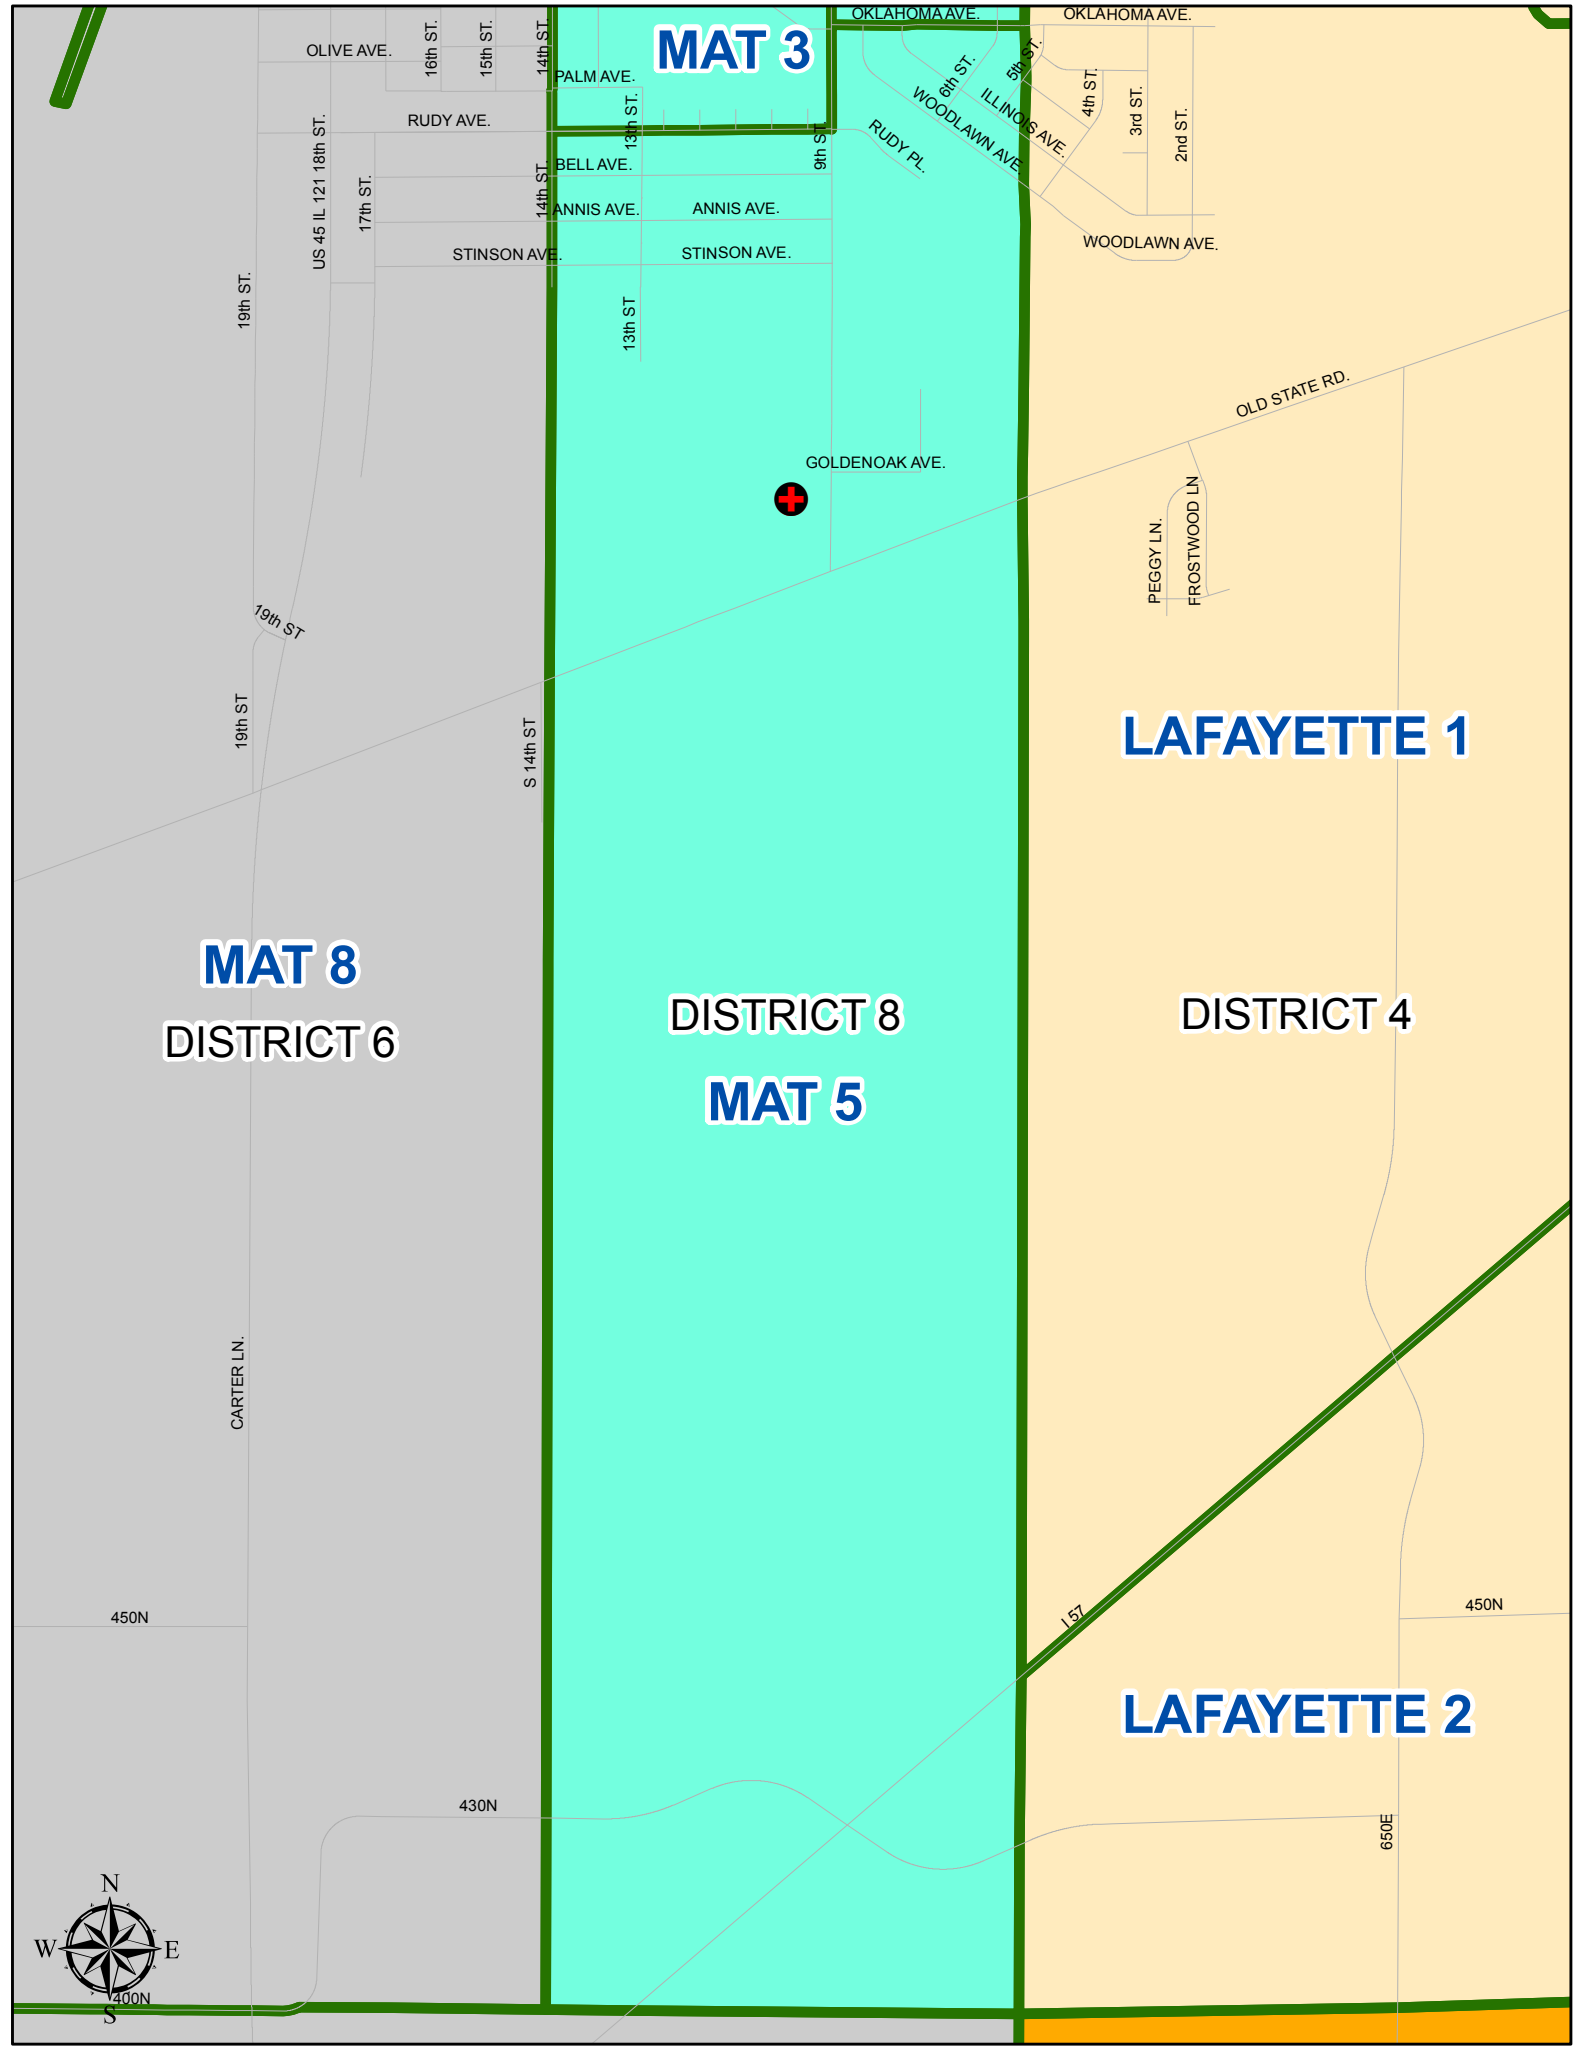 OKLAHOMA AVE.
OKLAHOMA AVE.
MAT 3
OLIVE AVE.
16th ST.
15th ST.
14th ST.
PALM AVE.
6th ST.
5th ST.
4th ST.
3rd ST.
2nd ST.
ILLINOIS AVE.
WOODLAWN AVE.
RUDY AVE.
13th ST.
9th ST.
RUDY PL.
US 45 IL 121 18th ST.
17th ST.
14th ST.
BELL AVE.
ANNIS AVE.
ANNIS AVE.
STINSON AVE.
STINSON AVE.
WOODLAWN AVE.
19th ST.
13th ST
OLD STATE RD.
GOLDENOAK AVE.
PEGGY LN.
FROSTWOOD LN
19th ST
19th ST
S 14th ST
LAFAYETTE 1
MAT 8
DISTRICT 6
DISTRICT 8
MAT 5
DISTRICT 4
CARTER LN.
450N
I 57
450N
LAFAYETTE 2
430N
650E
N
W
E
S
400N